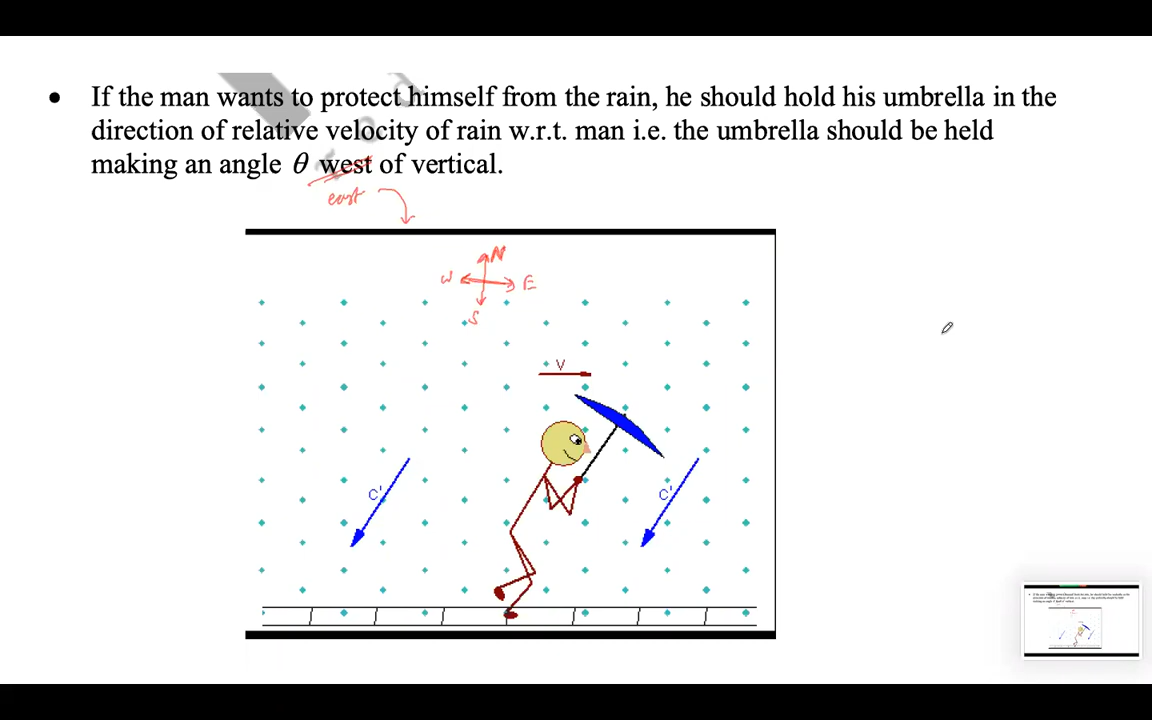 If the man wants to protect himself from the rain, he should hold his umbrella in the
direction of relative velocity of rain w.r.t. man i.e. the umbrella should be held
making an angle θ west of vertical.
east
N
W E
S
V
C' C'